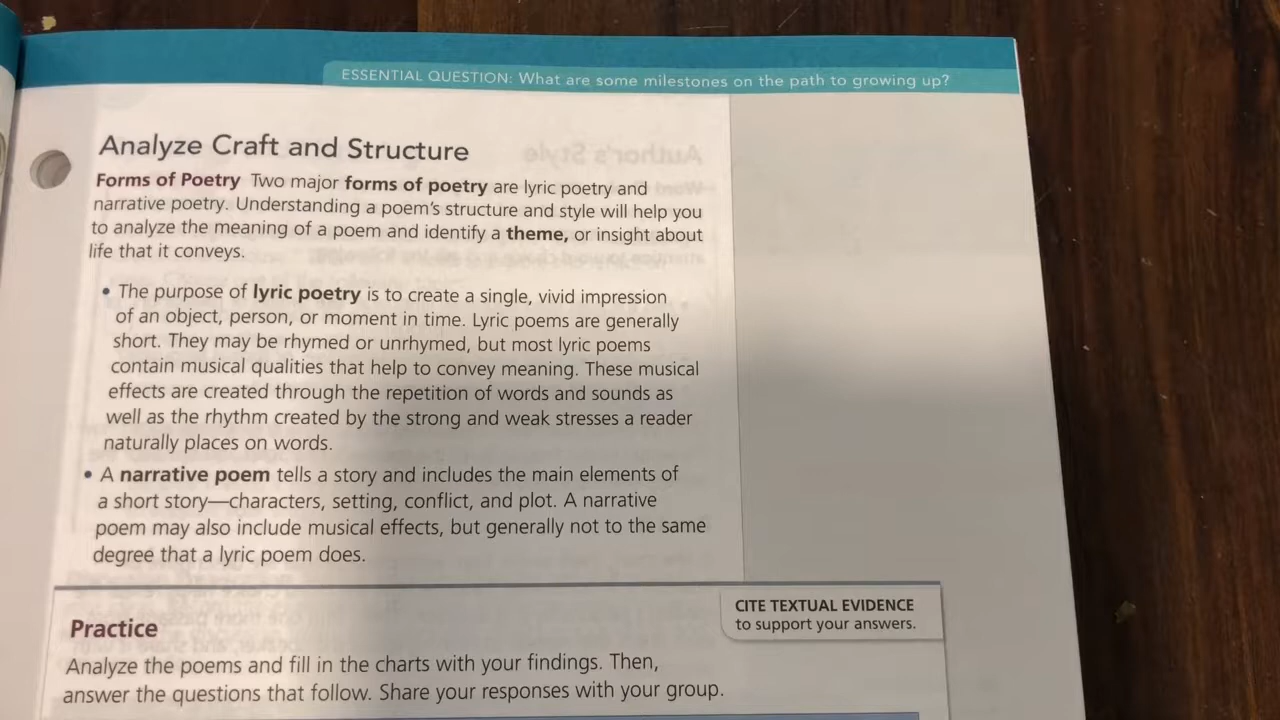 ESSENTIAL QUESTION: What are some milestones on the path to growing up?
Analyze Craft and Structure
Forms of Poetry Two major forms of poetry are lyric poetry and
narrative poetry. Understanding a poem's structure and style will help you
to analyze the meaning of a poem and identify a theme, or insight about
life that it conveys.
• The purpose of lyric poetry is to create a single, vivid impression
of an object, person, or moment in time. Lyric poems are generally
short. They may be rhymed or unrhymed, but most lyric poems
contain musical qualities that help to convey meaning. These musical
effects are created through the repetition of words and sounds as
well as the rhythm created by the strong and weak stresses a reader
naturally places on words.
• A narrative poem tells a story and includes the main elements of
a short story—characters, setting, conflict, and plot. A narrative
poem may also include musical effects, but generally not to the same
degree that a lyric poem does.
CITE TEXTUAL EVIDENCE
to support your answers.
Practice
Analyze the poems and fill in the charts with your findings. Then,
answer the questions that follow. Share your responses with your group.